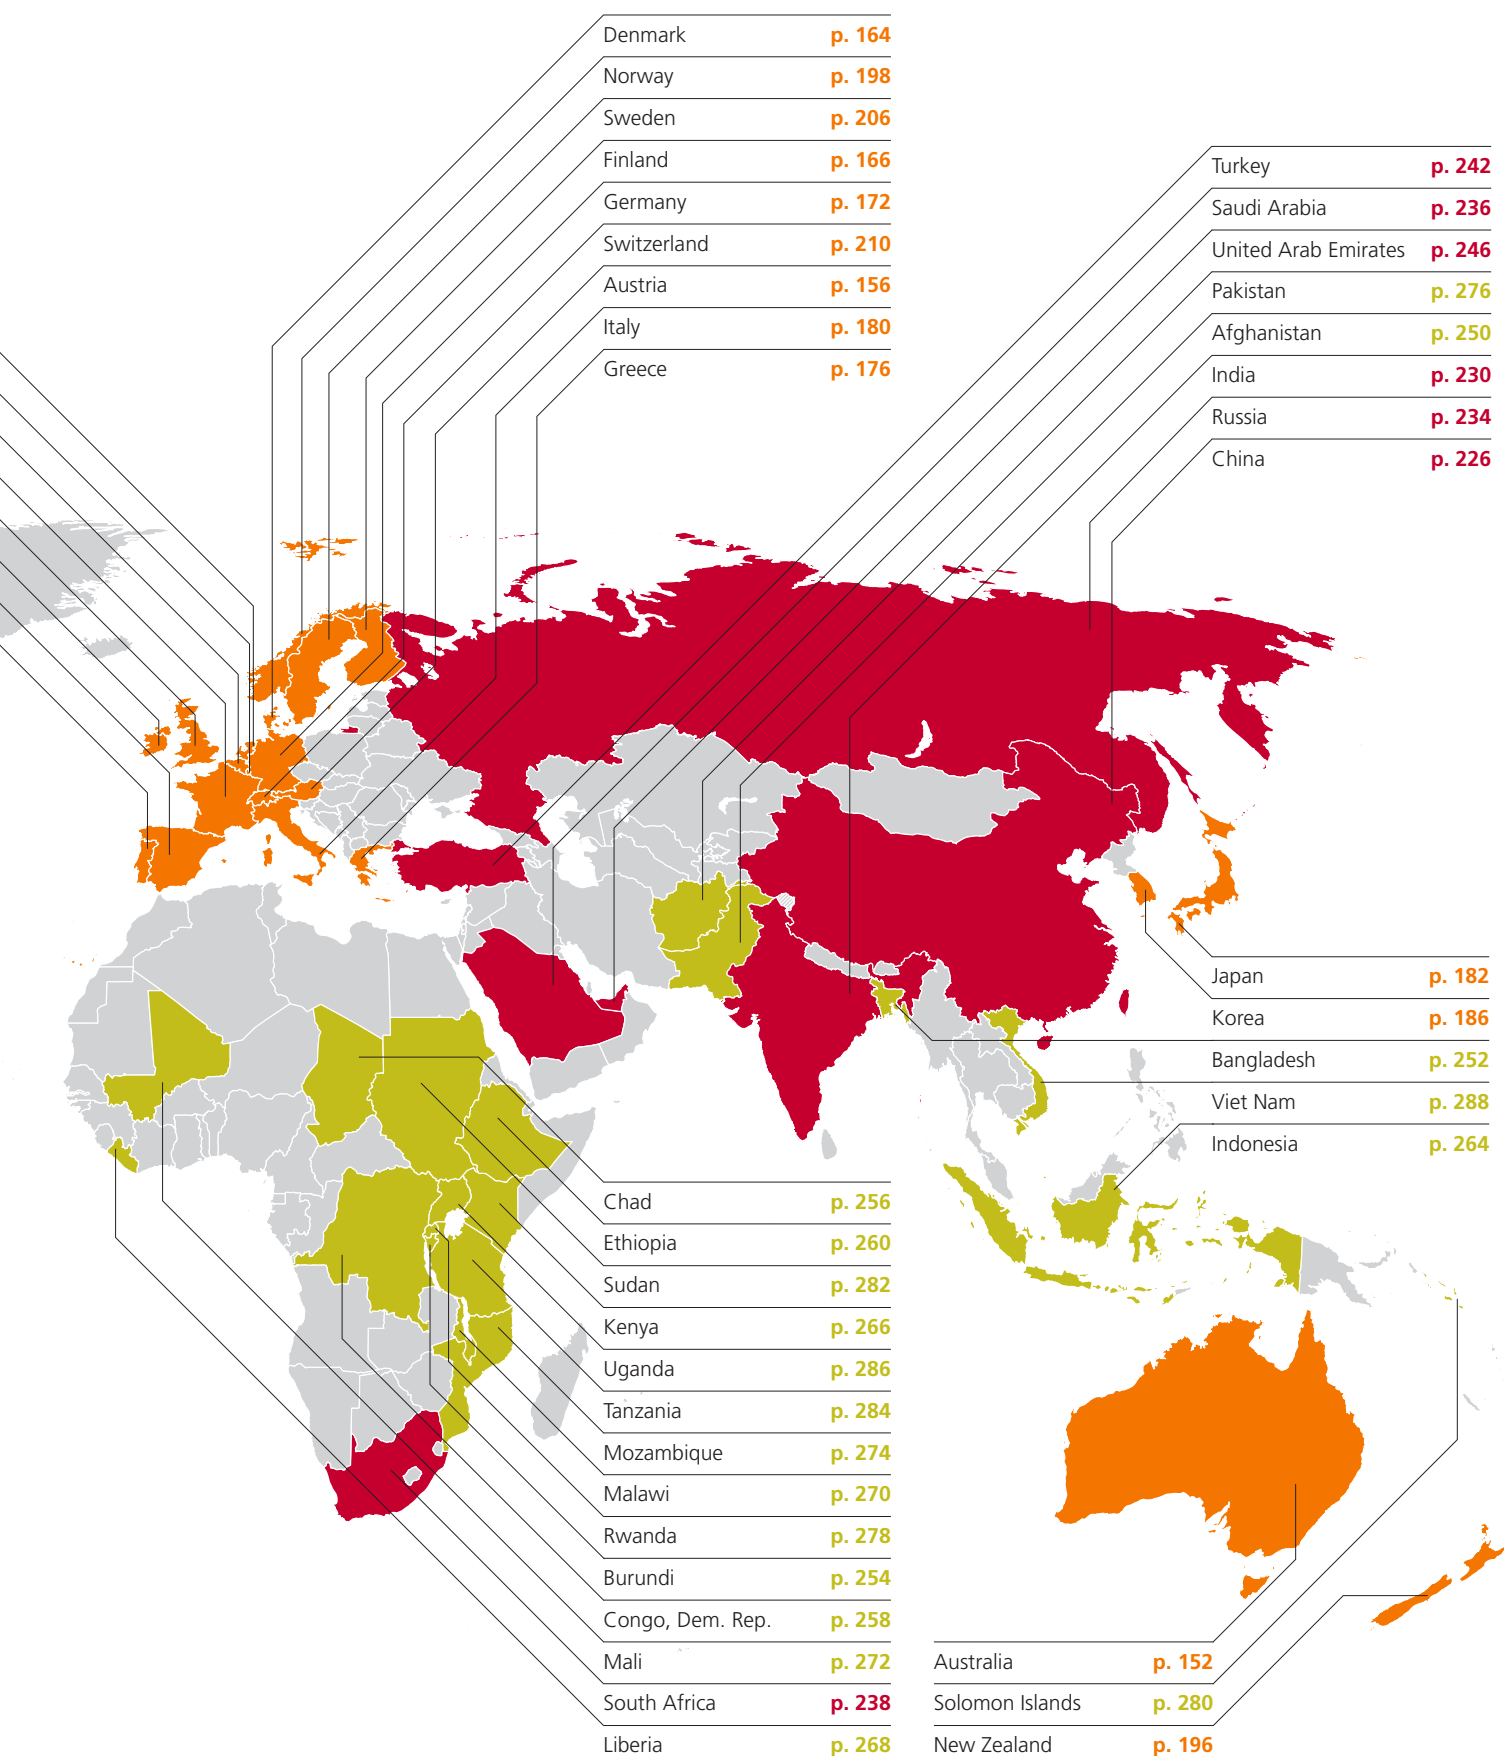 Denmark p. 164
Norway p. 198
Sweden p. 206
Finland p. 166
Germany p. 172
Switzerland p. 210
Austria p. 156
Italy p. 180
Greece p. 176
Turkey p. 242
Saudi Arabia p. 236
United Arab Emirates p. 246
Pakistan p. 276
Afghanistan p. 250
India p. 230
Russia p. 234
China p. 226
Japan p. 182
Korea p. 186
Bangladesh p. 252
Viet Nam p. 288
Indonesia p. 264
Chad p. 256
Ethiopia p. 260
Sudan p. 282
Kenya p. 266
Uganda p. 286
Tanzania p. 284
Mozambique p. 274
Malawi p. 270
Rwanda p. 278
Burundi p. 254
Congo, Dem. Rep. p. 258
Mali p. 272
South Africa p. 238
Liberia p. 268
Australia p. 152
Solomon Islands p. 280
New Zealand p. 196